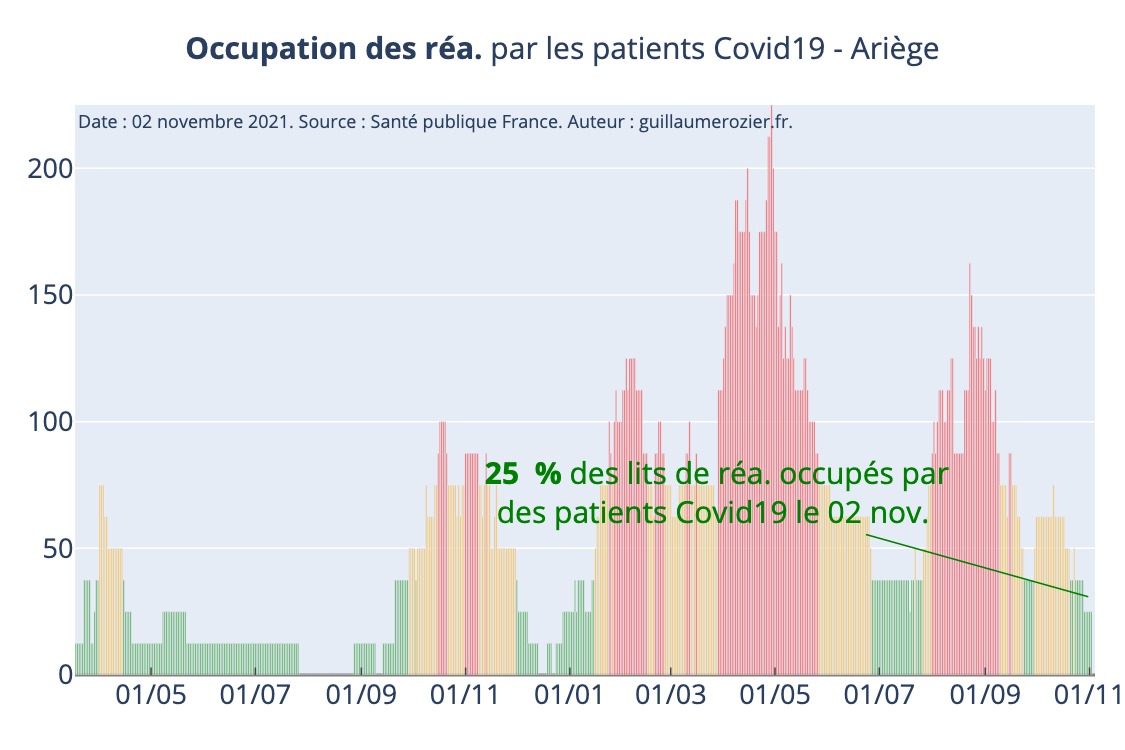 Occupation des réa. par les patients Covid19 - Ariège
Date : 02 novembre 2021. Source : Santé publique France. Auteur : guillaumerozier.fr.
200
150
100
50
0
25 % des lits de réa. occupés par
des patients Covid19 le 02 nov.
01/05 01/07 01/09 01/11 01/01 01/03 01/05 01/07 01/09 01/11